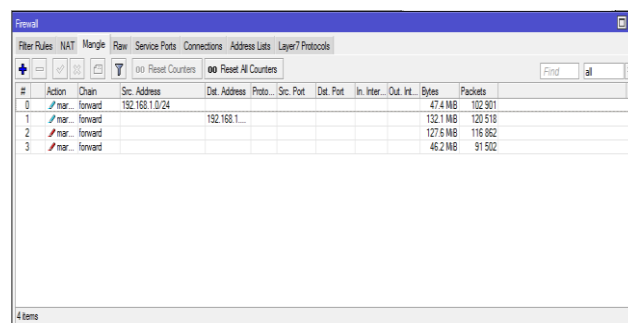 Firewall
Filter Rules NAT Mangle Raw Service Ports Connections Address Lists Layer7 Protocols
00 Reset Counters 00 Reset All Counters Find all
# Action Chain Src. Address Dst. Address Proto... Src. Port Dst. Port In. Inter... Out. Int... Bytes Packets
0 mar... forward 192.168.1.0/24 47.4 MiB 102 901
1 mar... forward 192.168.1.... 132.1 MiB 120 518
2 mar... forward 127.6 MiB 116 862
3 mar... forward 46.2 MiB 91 502
4 items